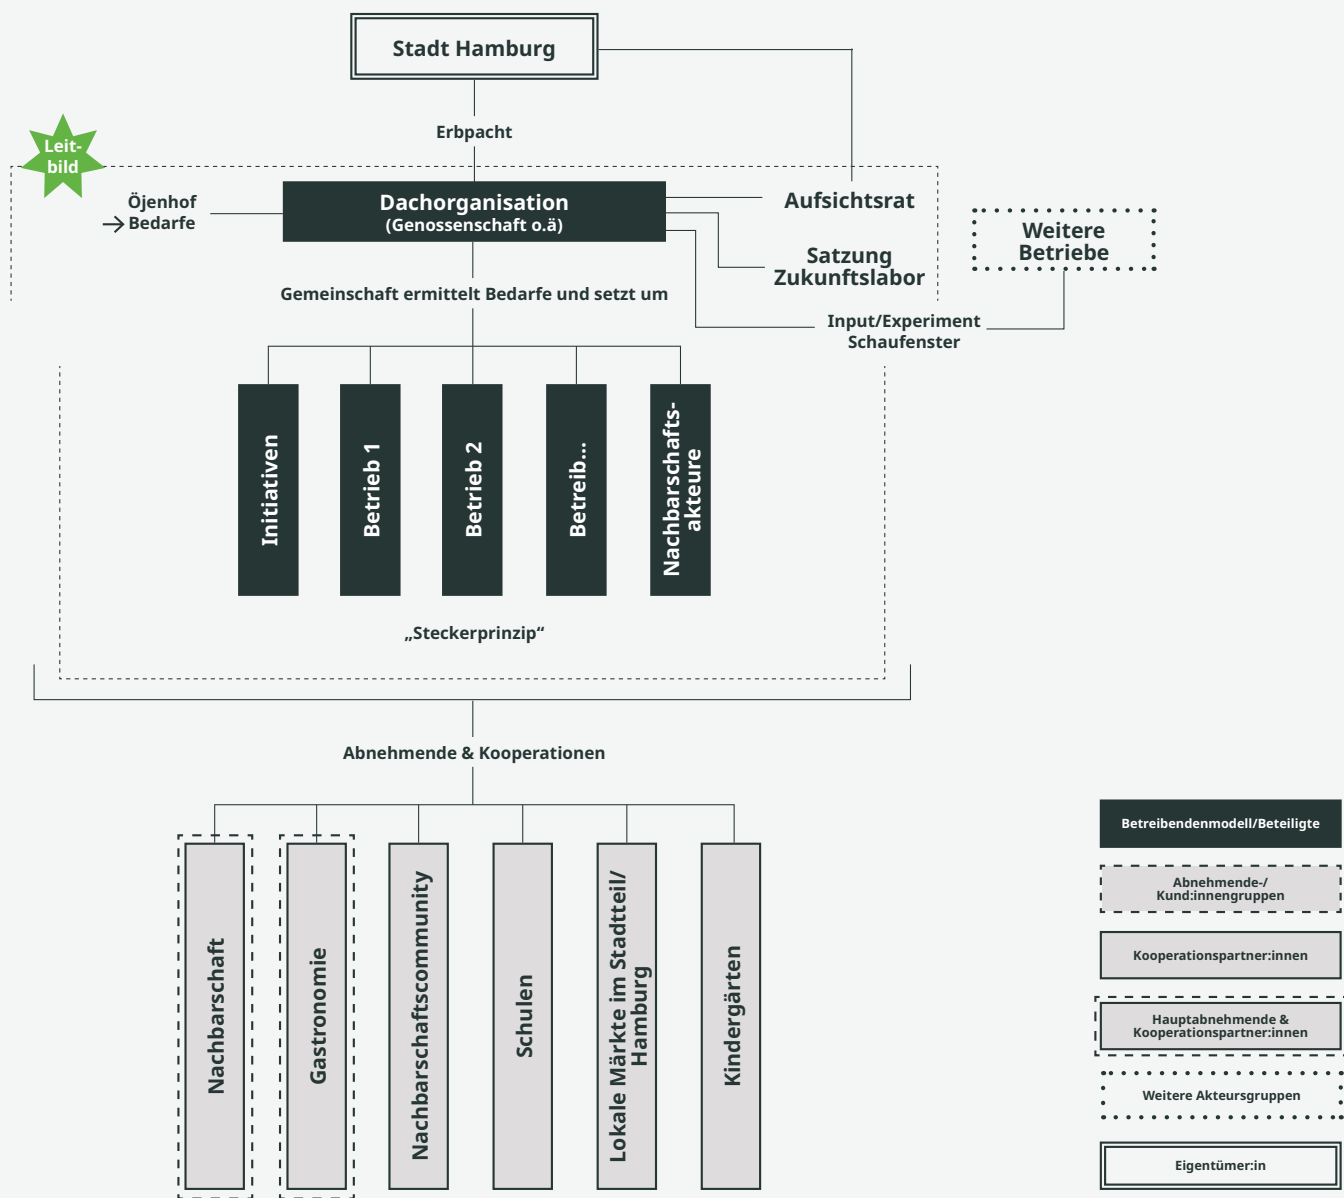 Stadt Hamburg
Erbpacht
Leit-
bild
Öjenhof
Bedarfe
Dachorganisation
(Genossenschaft o.ä)
Aufsichtsrat
Satzung
Zukunftslabor
Weitere
Betriebe
Gemeinschaft ermittelt Bedarfe und setzt um
Input/Experiment
Schaufenster
Initiativen
Betrieb 1
Betrieb 2
Betreib...
Nachbarschafts-
akteure
„Steckerprinzip“
Abnehmende & Kooperationen
Nachbarschaft
Gastronomie
Nachbarschaftscommunity
Schulen
Lokale Märkte im Stadtteil/
Hamburg
Kindergärten
Betreibendenmodell/Beteiligte
Abnehmende-/
Kund:innengruppen
Kooperationspartner:innen
Hauptabnehmende &
Kooperationspartner:innen
Weitere Akteursgruppen
Eigentümer:in